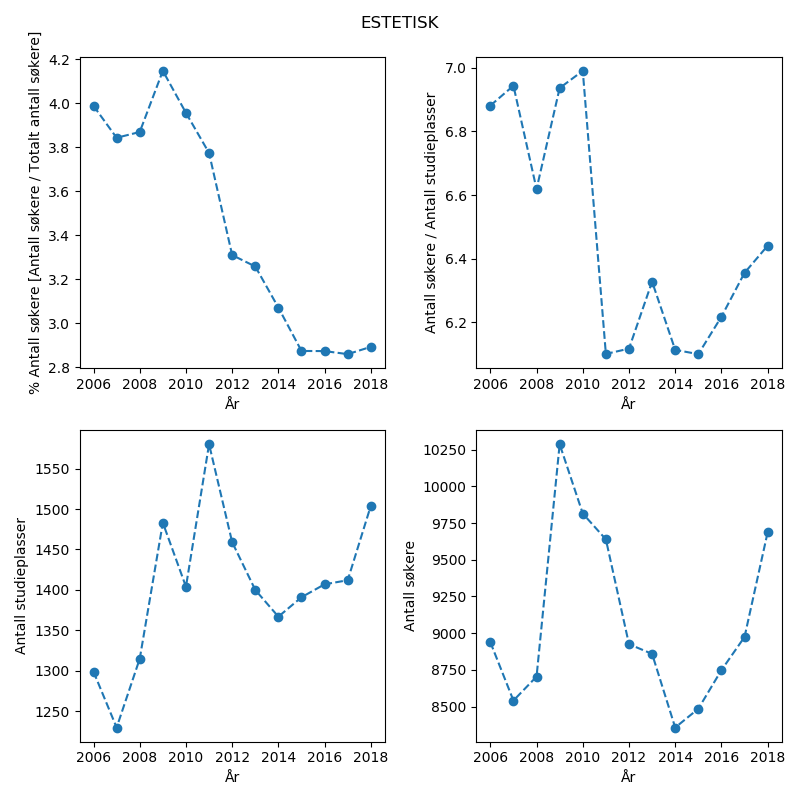 ESTETISK
% Antall søkere [Antall søkere / Totalt antall søkere]
4.2
4.0
3.8
3.6
3.4
3.2
3.0
2.8
2006 2008 2010 2012 2014 2016 2018
År
Antall søkere / Antall studieplasser
7.0
6.8
6.6
6.4
6.2
2006 2008 2010 2012 2014 2016 2018
År
Antall studieplasser
1550
1500
1450
1400
1350
1300
1250
2006 2008 2010 2012 2014 2016 2018
År
Antall søkere
10250
10000
9750
9500
9250
9000
8750
8500
2006 2008 2010 2012 2014 2016 2018
År